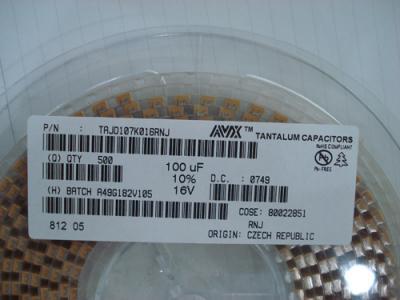 P/N : TAJD107K016RNJ AVX ™ TANTALUM CAPACITORS
RoHS COMPLIANT
(Q) QTY 500 100 uF
Pb-FREE
10% D.C.: 0749
(H) BATCH A49G182V105 16V
COSE: 80022851
812 05 RNJ
ORIGIN: CZECH REPUBLIC